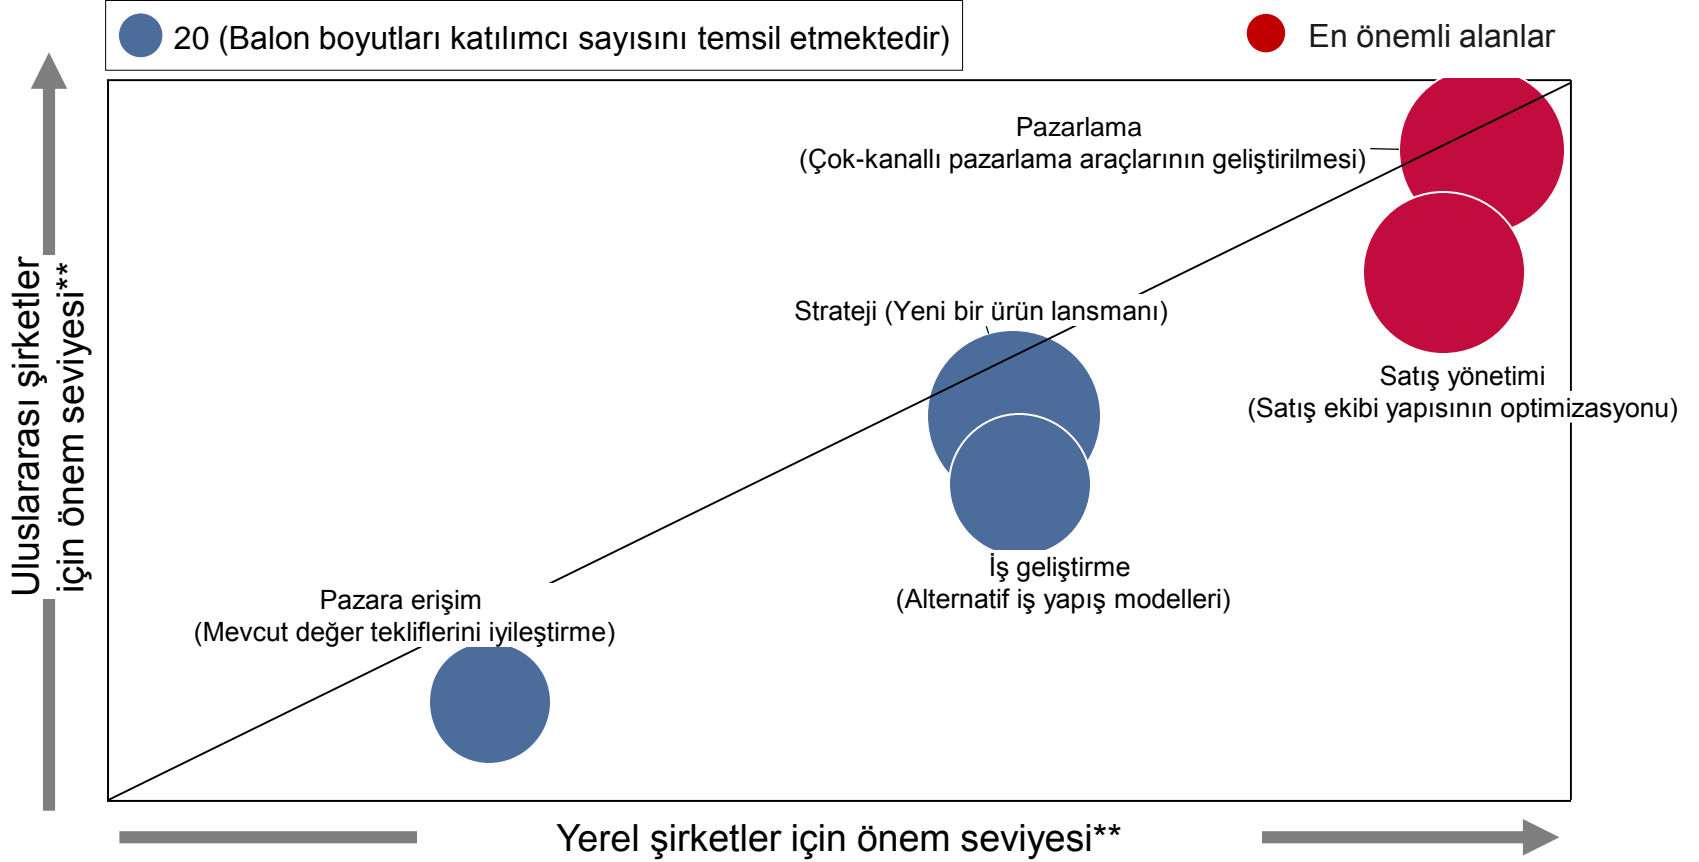 20 (Balon boyutları katılımcı sayısını temsil etmektedir)
En önemli alanlar
Pazarlama
(Çok-kanallı pazarlama araçlarının geliştirilmesi)
Strateji (Yeni bir ürün lansmanı)
Satış yönetimi
(Satış ekibi yapısının optimizasyonu)
İş geliştirme
(Alternatif iş yapış modelleri)
Pazara erişim
(Mevcut değer tekliflerini iyileştirme)
Uluslararası şirketler
için önem seviyesi**
Yerel şirketler için önem seviyesi**